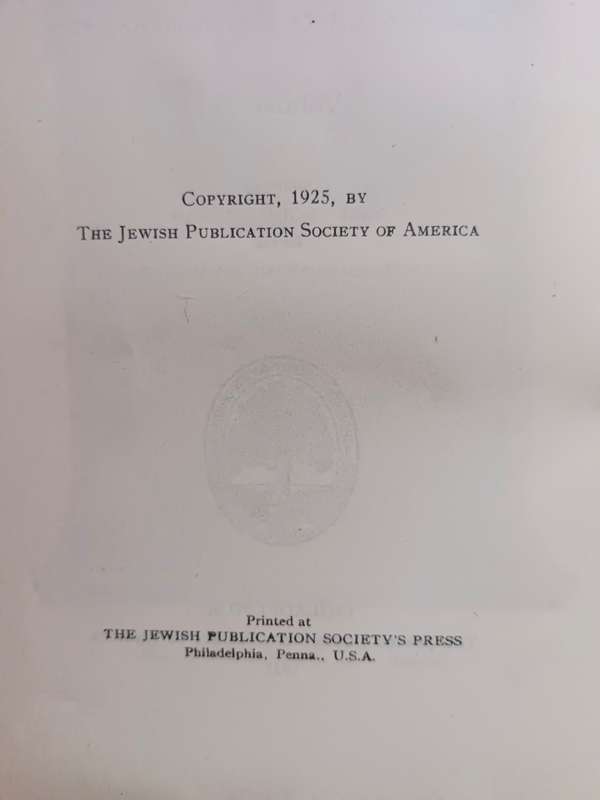 COPYRIGHT, 1925, BY
THE JEWISH PUBLICATION SOCIETY OF AMERICA
Printed at
THE JEWISH PUBLICATION SOCIETY'S PRESS
Philadelphia, Penna., U.S.A.